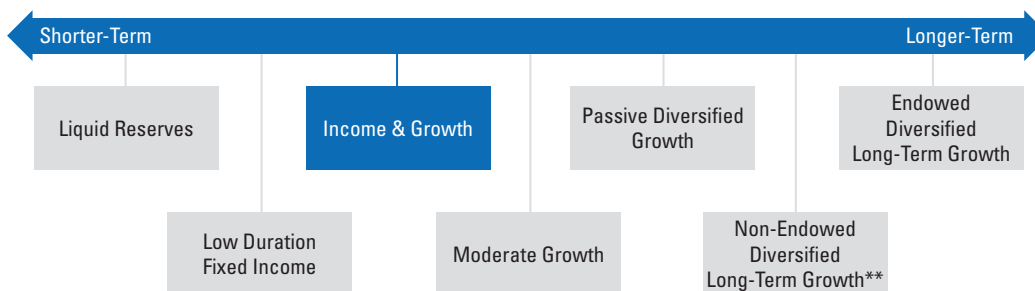 Shorter-Term
Longer-Term
Liquid Reserves
Income & Growth
Passive Diversified
Growth
Endowed
Diversified
Long-Term Growth
Low Duration
Fixed Income
Moderate Growth
Non-Endowed
Diversified
Long-Term Growth**